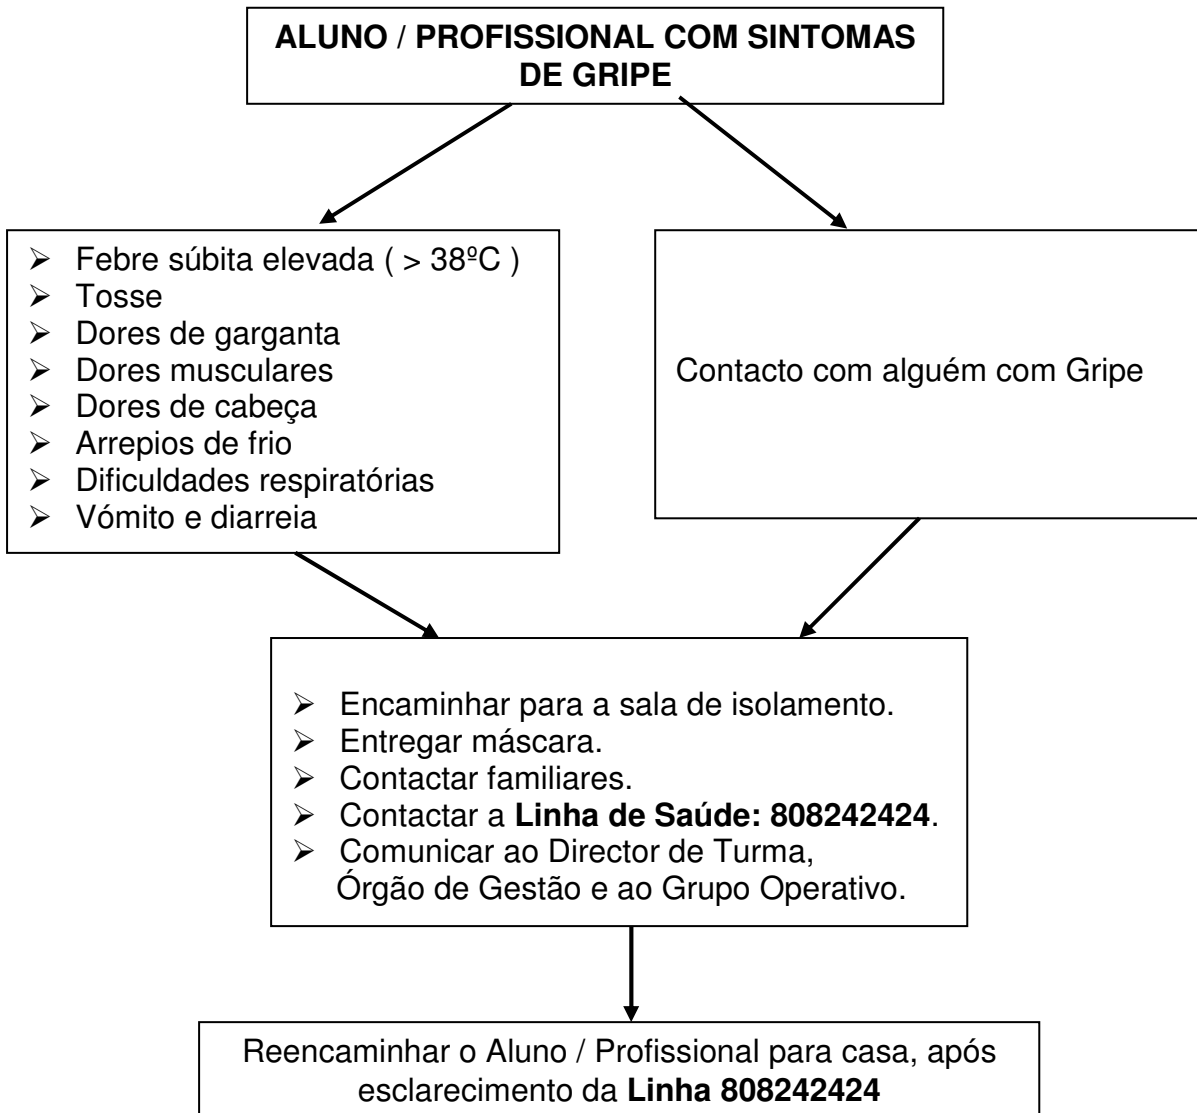 ALUNO / PROFISSIONAL COM SINTOMAS
DE GRIPE
➢ Febre súbita elevada ( > 38ºC )
➢ Tosse
➢ Dores de garganta
➢ Dores musculares
➢ Dores de cabeça
➢ Arrepios de frio
➢ Dificuldades respiratórias
➢ Vómito e diarreia
Contacto com alguém com Gripe
➢ Encaminhar para a sala de isolamento.
➢ Entregar máscara.
➢ Contactar familiares.
➢ Contactar a Linha de Saúde: 808242424.
➢ Comunicar ao Director de Turma,
Órgão de Gestão e ao Grupo Operativo.
Reencaminhar o Aluno / Profissional para casa, após
esclarecimento da Linha 808242424